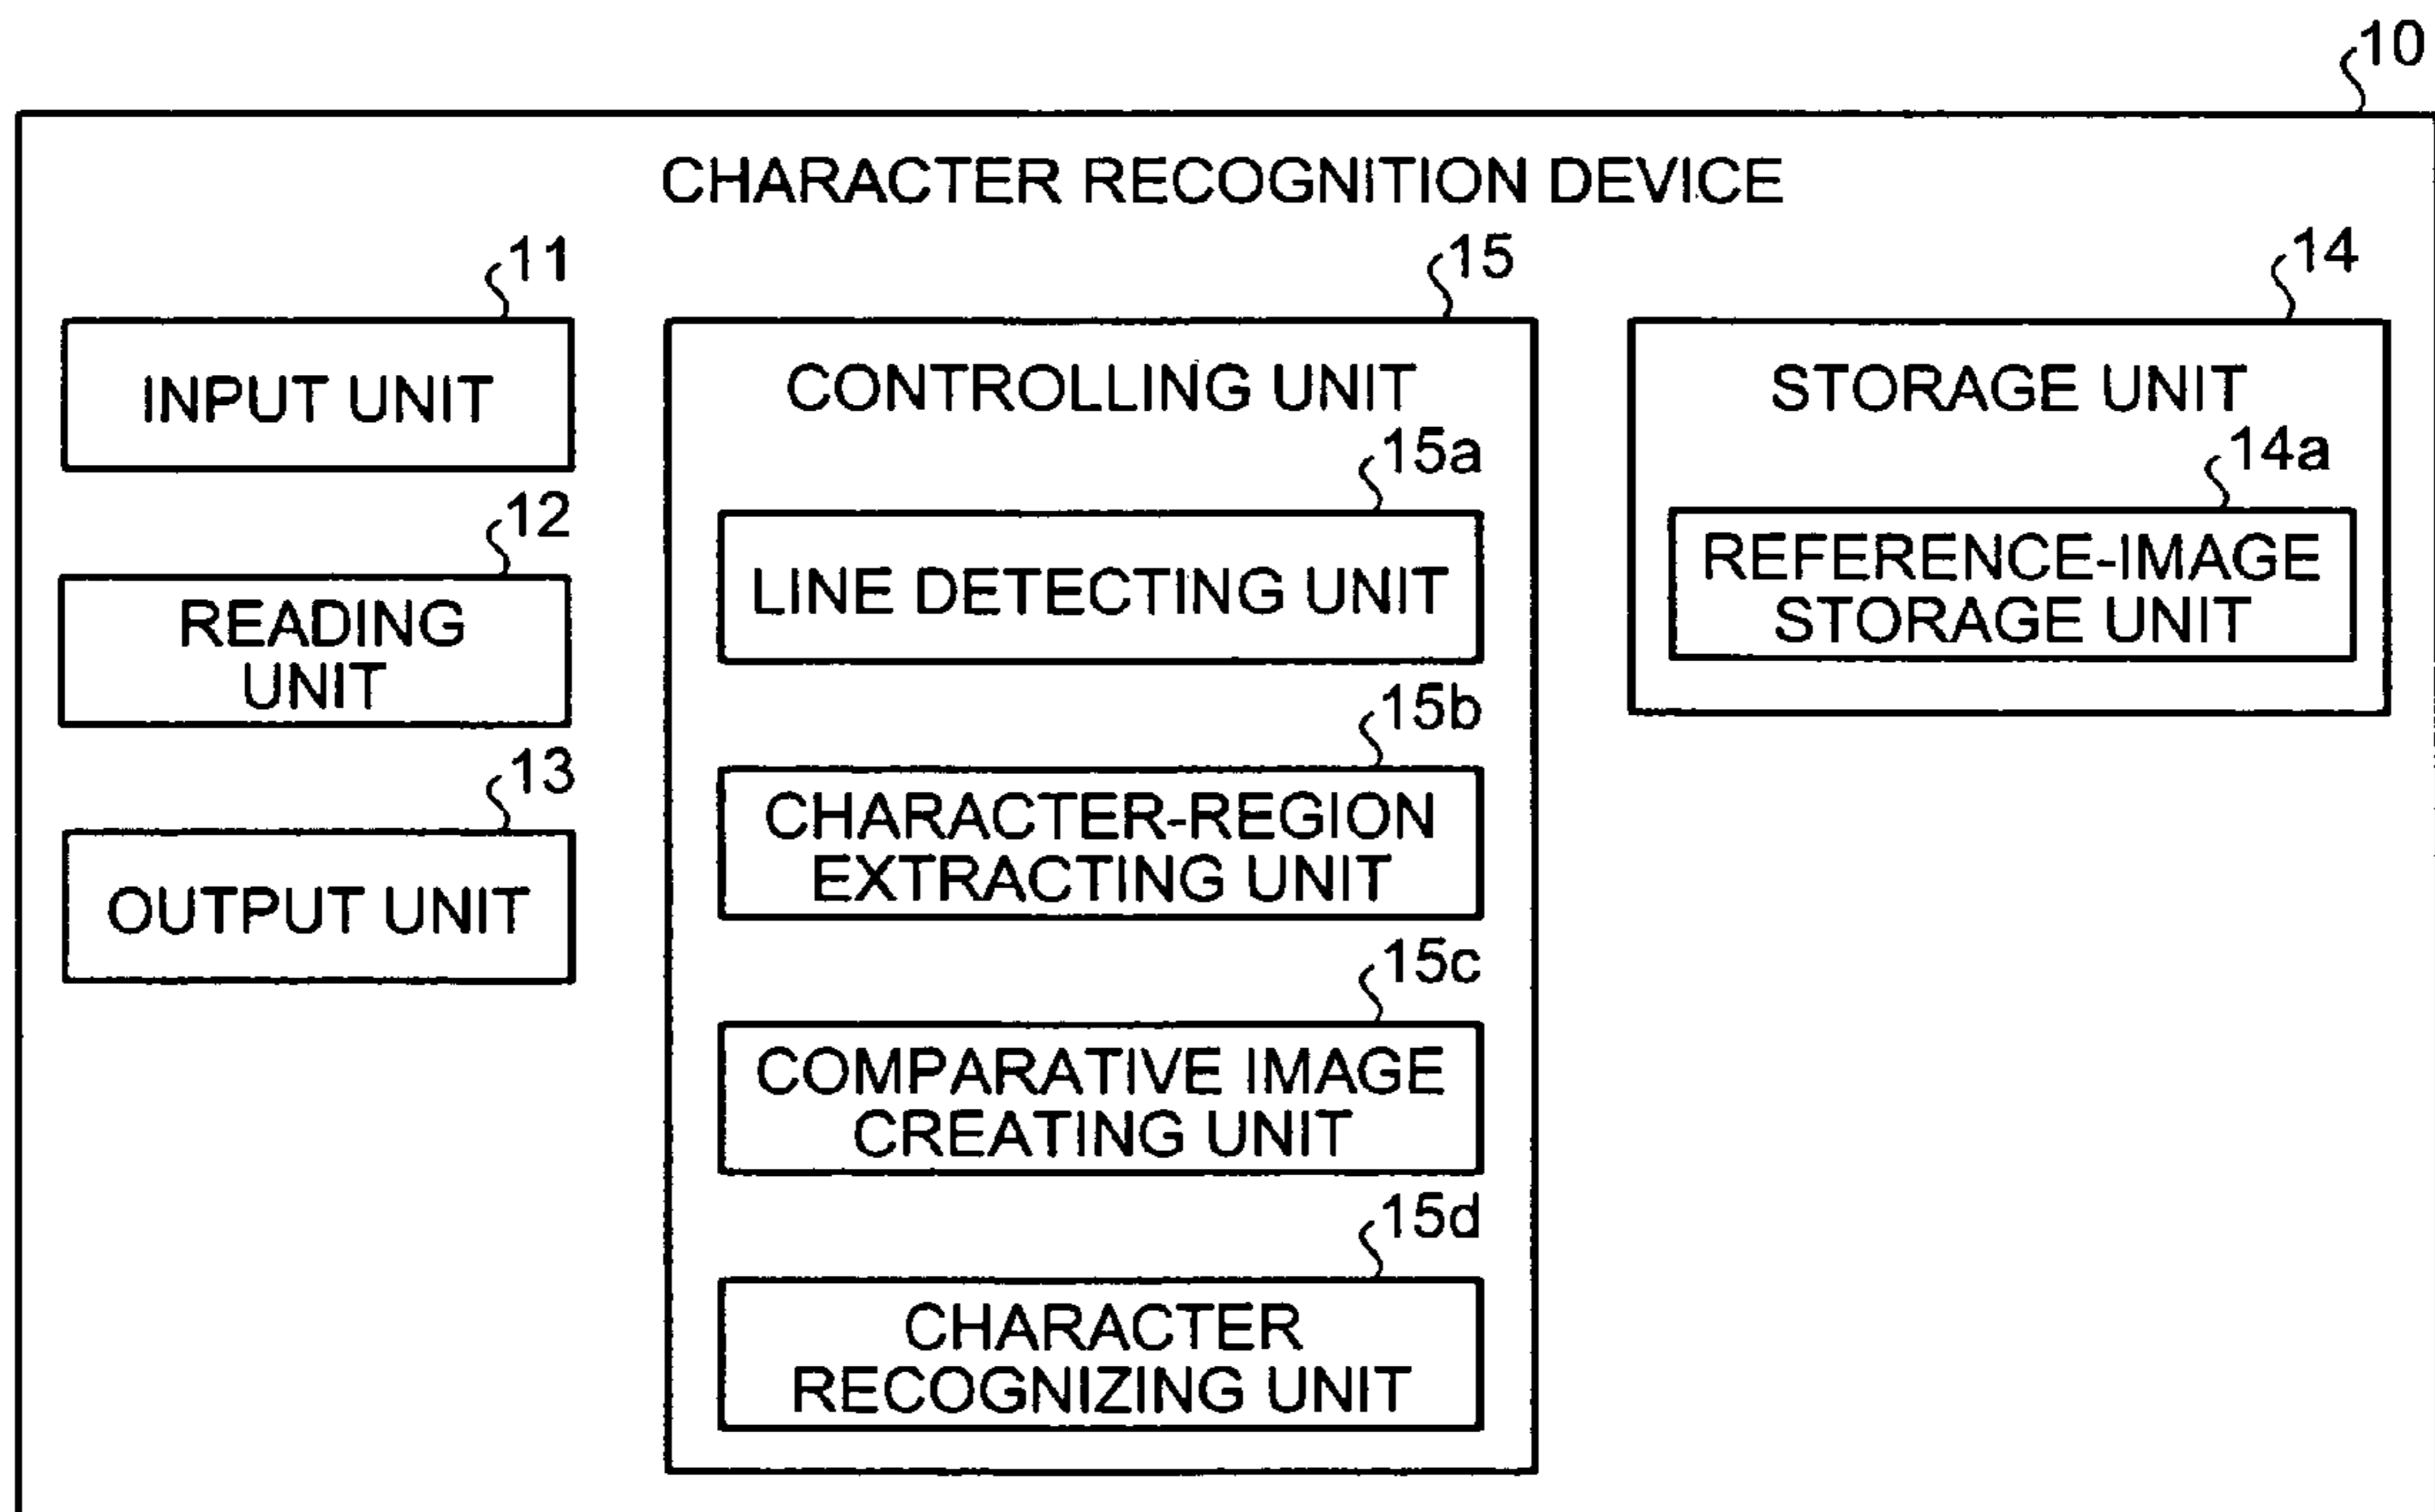 10
CHARACTER RECOGNITION DEVICE
11
INPUT UNIT
12
READING
UNIT
13
OUTPUT UNIT
15
CONTROLLING UNIT
15a
LINE DETECTING UNIT
15b
CHARACTER-REGION
EXTRACTING UNIT
15c
COMPARATIVE IMAGE
CREATING UNIT
15d
CHARACTER
RECOGNIZING UNIT
14
STORAGE UNIT
14a
REFERENCE-IMAGE
STORAGE UNIT